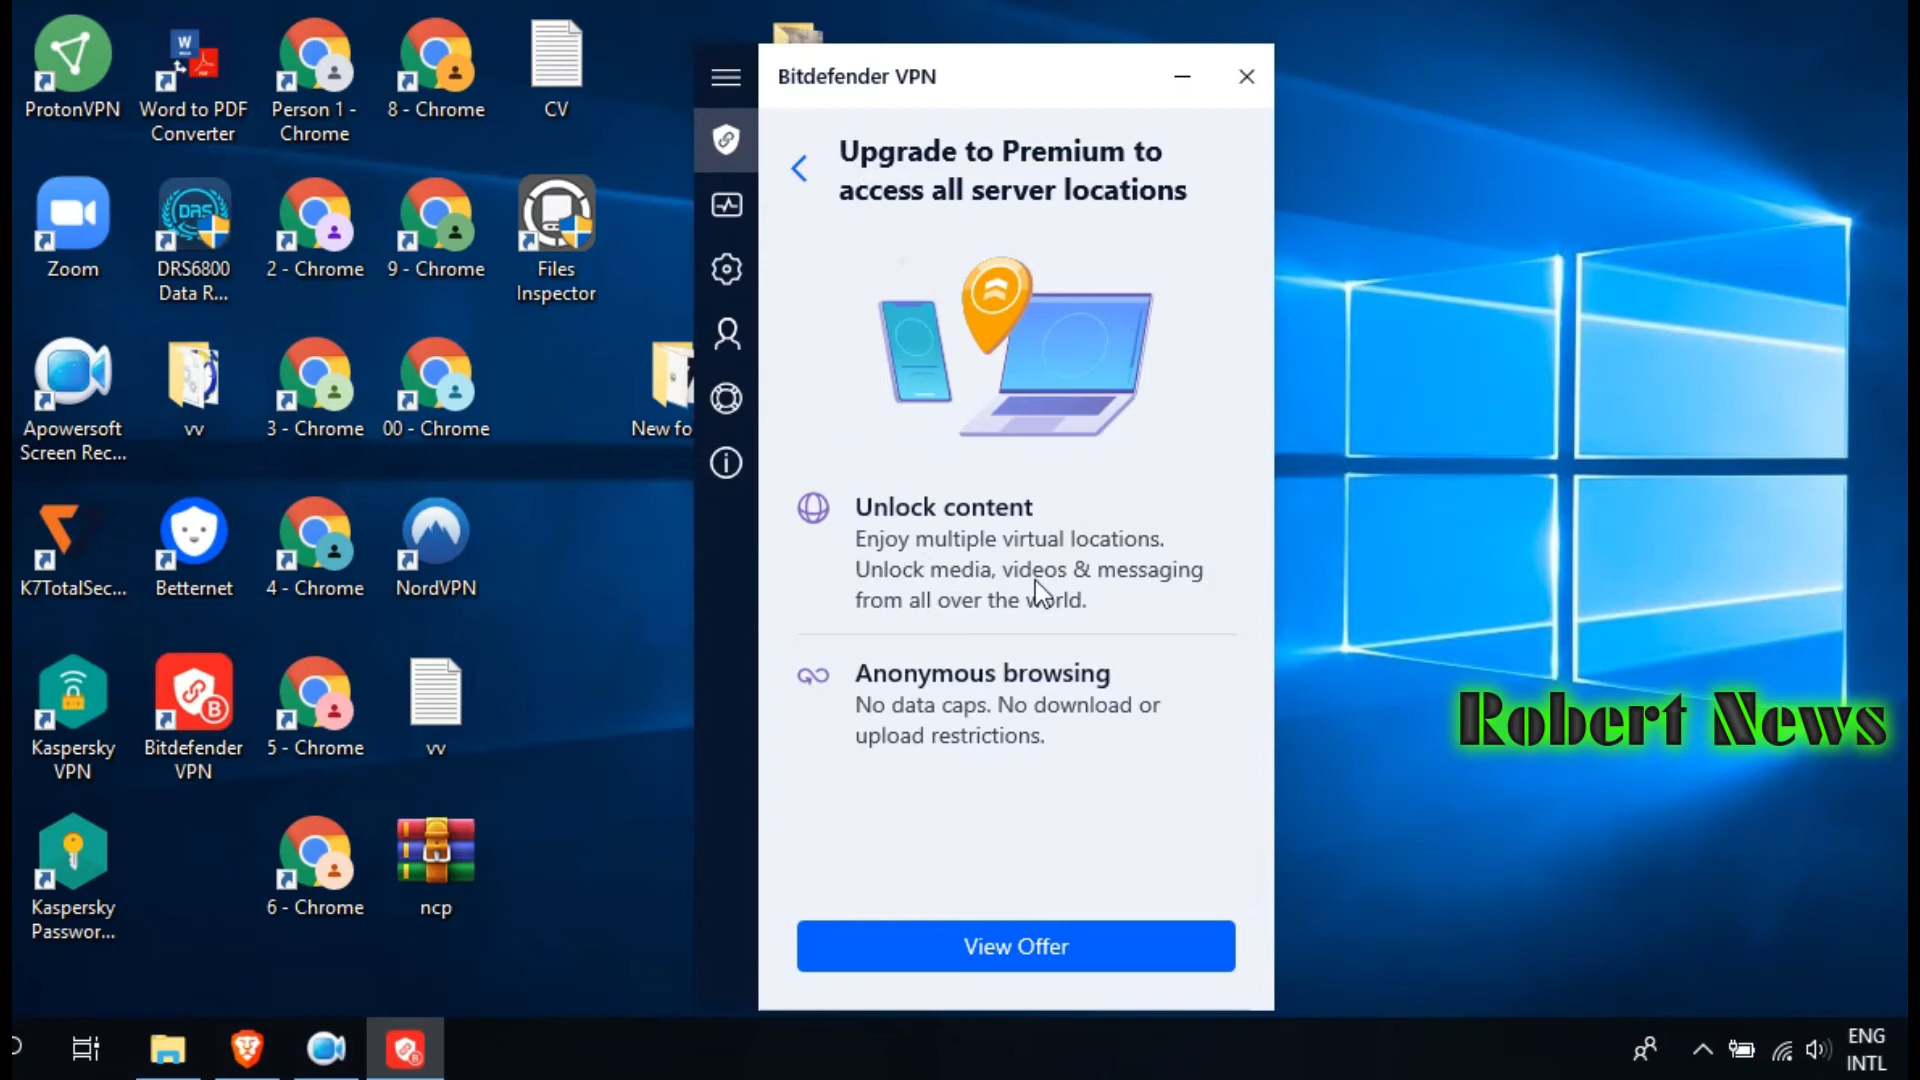 ProtonVPN
Word to PDF
Converter
Person 1 -
Chrome
8 - Chrome
CV
Zoom
DRS
DRS6800
Data R...
2 - Chrome
9 - Chrome
Files
Inspector
Apowersoft
Screen Rec...
vv
3 - Chrome
00 - Chrome
New fo
K7TotalSec...
Betternet
4 - Chrome
NordVPN
Kaspersky
VPN
Bitdefender
VPN
5 - Chrome
vv
Kaspersky
Passwor...
6 - Chrome
ncp
Bitdefender VPN
Upgrade to Premium to
access all server locations
Unlock content
Enjoy multiple virtual locations.
Unlock media, videos & messaging
from all over the world.
Anonymous browsing
No data caps. No download or
upload restrictions.
View Offer
Robert News
ENG
INTL